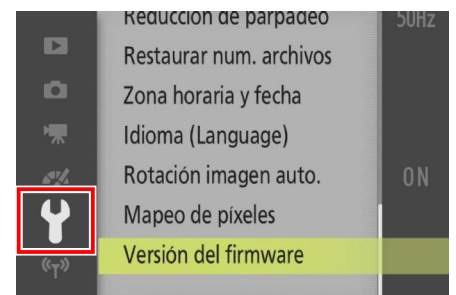 Reducción de parpadeo 50Hz
Restaurar num. archivos
Zona horaria y fecha
Idioma (Language)
Rotación imagen auto. ON
Mapeo de píxeles
Versión del firmware